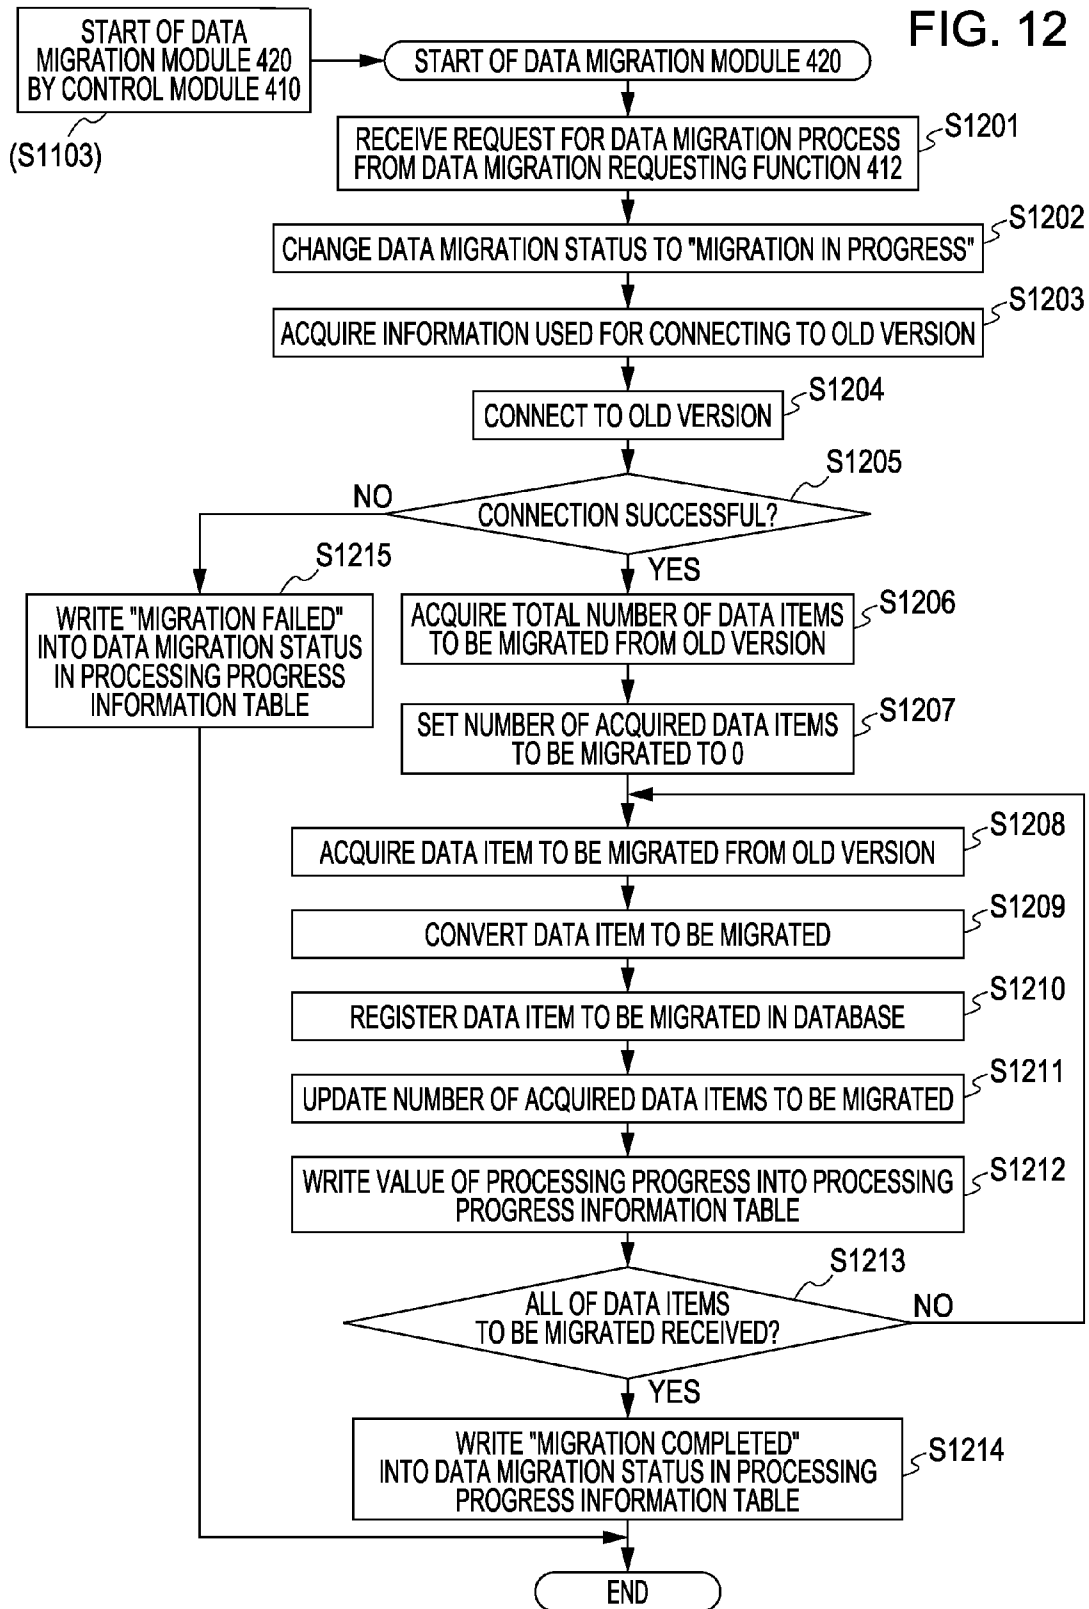 FIG. 12
START OF DATA
MIGRATION MODULE 420
BY CONTROL MODULE 410
(S1103)
START OF DATA MIGRATION MODULE 420
S1201
RECEIVE REQUEST FOR DATA MIGRATION PROCESS
FROM DATA MIGRATION REQUESTING FUNCTION 412
S1202
CHANGE DATA MIGRATION STATUS TO "MIGRATION IN PROGRESS"
S1203
ACQUIRE INFORMATION USED FOR CONNECTING TO OLD VERSION
S1204
CONNECT TO OLD VERSION
S1205
CONNECTION SUCCESSFUL?
NO
YES
S1215
WRITE "MIGRATION FAILED"
INTO DATA MIGRATION STATUS
IN PROCESSING PROGRESS
INFORMATION TABLE
S1206
ACQUIRE TOTAL NUMBER OF DATA ITEMS
TO BE MIGRATED FROM OLD VERSION
S1207
SET NUMBER OF ACQUIRED DATA ITEMS
TO BE MIGRATED TO 0
S1208
ACQUIRE DATA ITEM TO BE MIGRATED FROM OLD VERSION
S1209
CONVERT DATA ITEM TO BE MIGRATED
S1210
REGISTER DATA ITEM TO BE MIGRATED IN DATABASE
S1211
UPDATE NUMBER OF ACQUIRED DATA ITEMS TO BE MIGRATED
S1212
WRITE VALUE OF PROCESSING PROGRESS INTO PROCESSING
PROGRESS INFORMATION TABLE
S1213
ALL OF DATA ITEMS
TO BE MIGRATED RECEIVED?
NO
YES
S1214
WRITE "MIGRATION COMPLETED"
INTO DATA MIGRATION STATUS IN PROCESSING
PROGRESS INFORMATION TABLE
END